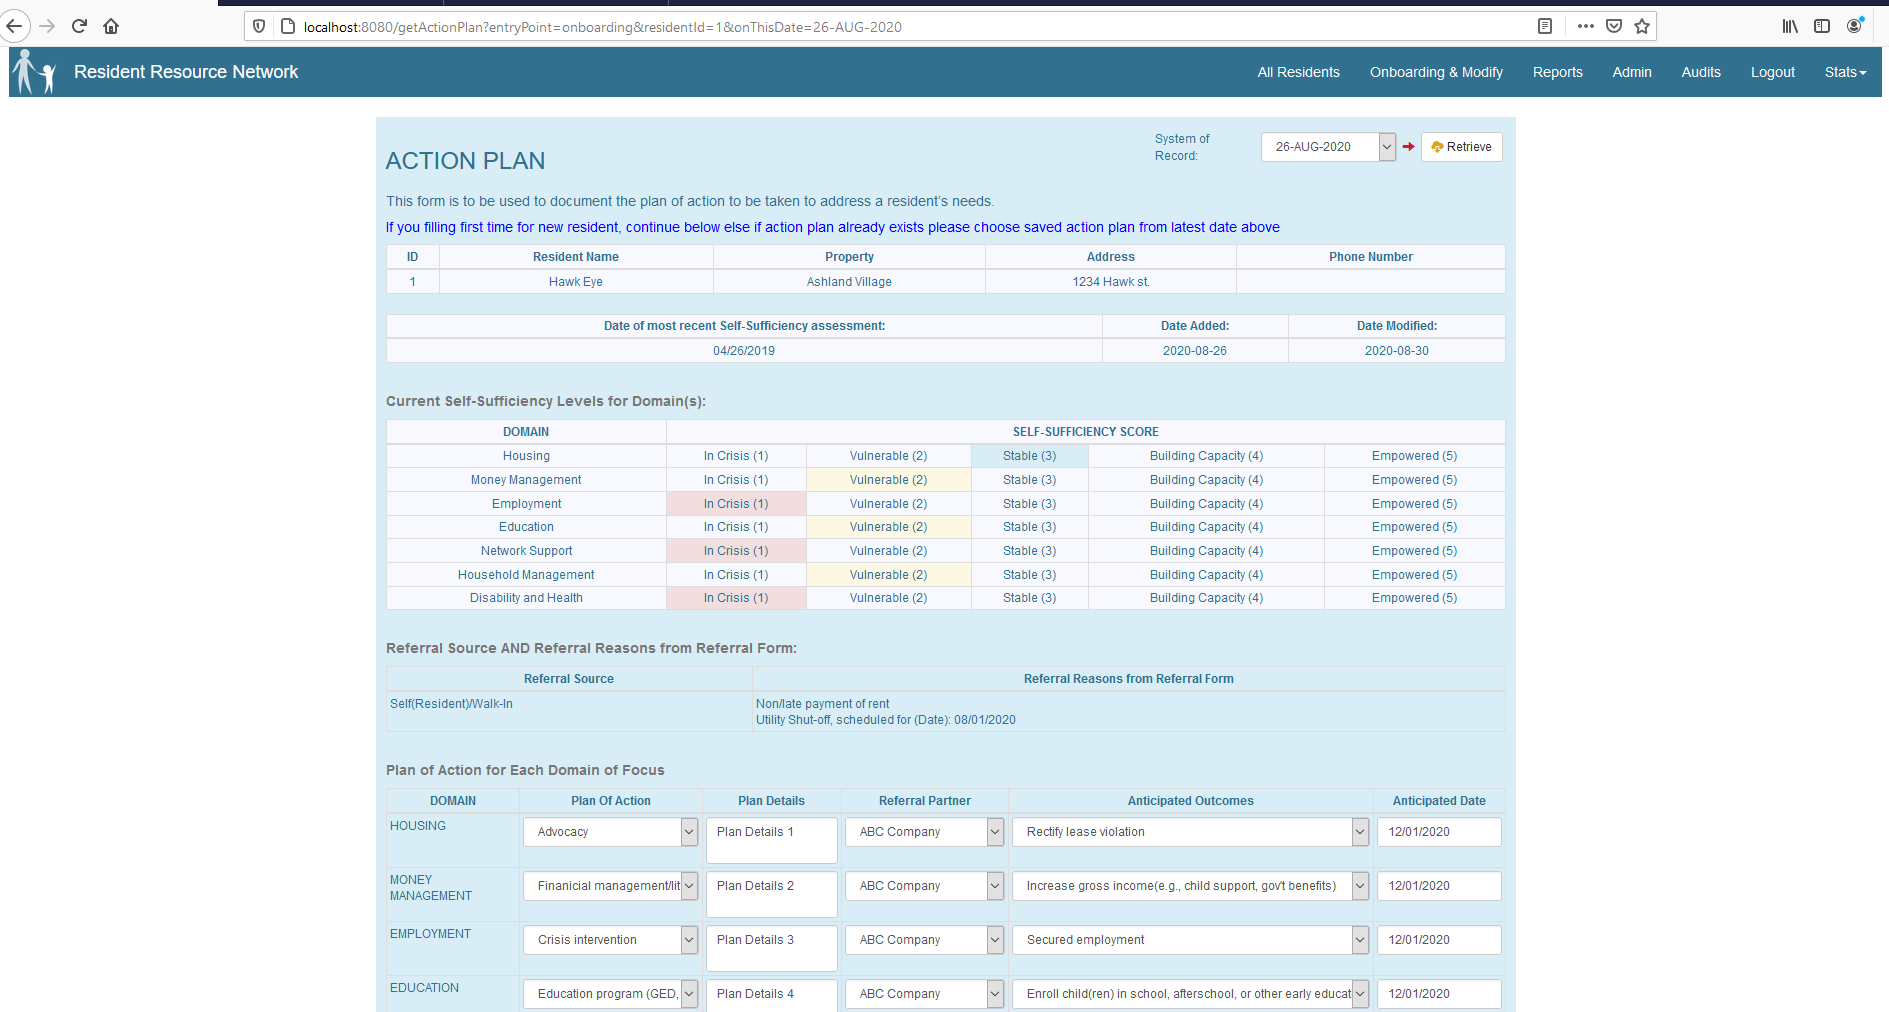 localhost:8080/getActionPlan?entryPoint=onboarding&residentId=1&onThisDate=26-AUG-2020
Resident Resource Network
All Residents Onboarding & Modify Reports Admin Audits Logout Stats
ACTION PLAN
System of
Record:
26-AUG-2020 Retrieve
This form is to be used to document the plan of action to be taken to address a resident's needs.
If you filling first time for new resident, continue below else if action plan already exists please choose saved action plan from latest date above
ID Resident Name Property Address Phone Number
1 Hawk Eye Ashland Village 1234 Hawk st.
Date of most recent Self-Sufficiency assessment: Date Added: Date Modified:
04/26/2019 2020-08-26 2020-08-30
Current Self-Sufficiency Levels for Domain(s):
DOMAIN SELF-SUFFICIENCY SCORE
Housing In Crisis (1) Vulnerable (2) Stable (3) Building Capacity (4) Empowered (5)
Money Management In Crisis (1) Vulnerable (2) Stable (3) Building Capacity (4) Empowered (5)
Employment In Crisis (1) Vulnerable (2) Stable (3) Building Capacity (4) Empowered (5)
Education In Crisis (1) Vulnerable (2) Stable (3) Building Capacity (4) Empowered (5)
Network Support In Crisis (1) Vulnerable (2) Stable (3) Building Capacity (4) Empowered (5)
Household Management In Crisis (1) Vulnerable (2) Stable (3) Building Capacity (4) Empowered (5)
Disability and Health In Crisis (1) Vulnerable (2) Stable (3) Building Capacity (4) Empowered (5)
Referral Source AND Referral Reasons from Referral Form:
Referral Source Referral Reasons from Referral Form
Self(Resident)/Walk-In Non/late payment of rent
Utility Shut-off, scheduled for (Date): 08/01/2020
Plan of Action for Each Domain of Focus
DOMAIN Plan Of Action Plan Details Referral Partner Anticipated Outcomes Anticipated Date
HOUSING Advocacy Plan Details 1 ABC Company Rectify lease violation 12/01/2020
MONEY
MANAGEMENT Finanicial management/lit Plan Details 2 ABC Company Increase gross income(e.g., child support, gov't benefits) 12/01/2020
EMPLOYMENT Crisis intervention Plan Details 3 ABC Company Secured employment 12/01/2020
EDUCATION Education program (GED, Plan Details 4 ABC Company Enroll child(ren) in school, afterschool, or other early educat 12/01/2020